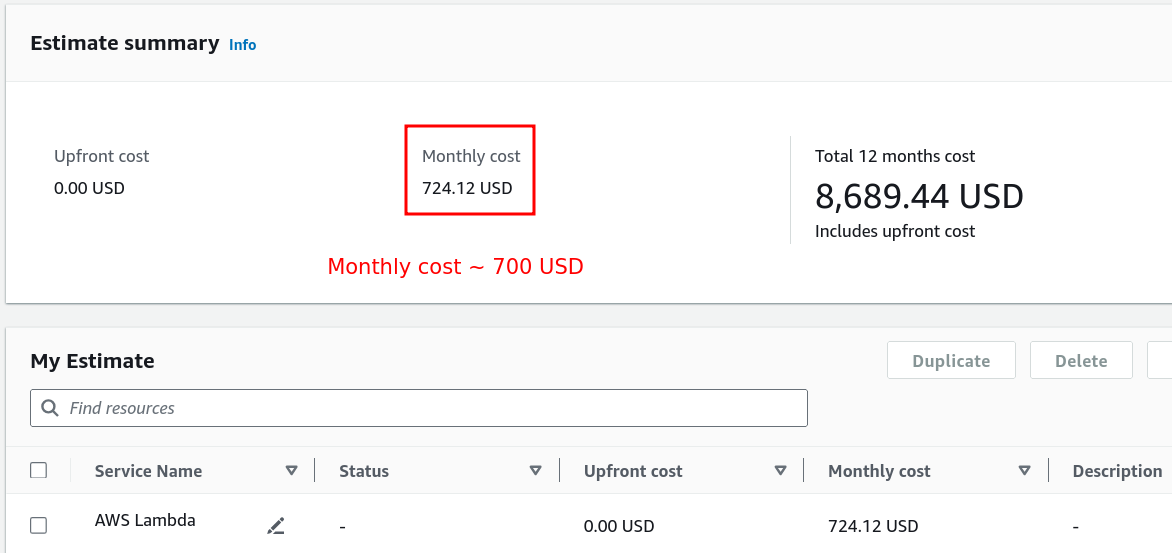 Estimate summary Info
Upfront cost
0.00 USD
Monthly cost
724.12 USD
Total 12 months cost
8,689.44 USD
Includes upfront cost
Monthly cost ~ 700 USD
My Estimate
Duplicate
Delete
Find resources
Service Name Status Upfront cost Monthly cost Description
AWS Lambda - 0.00 USD 724.12 USD -